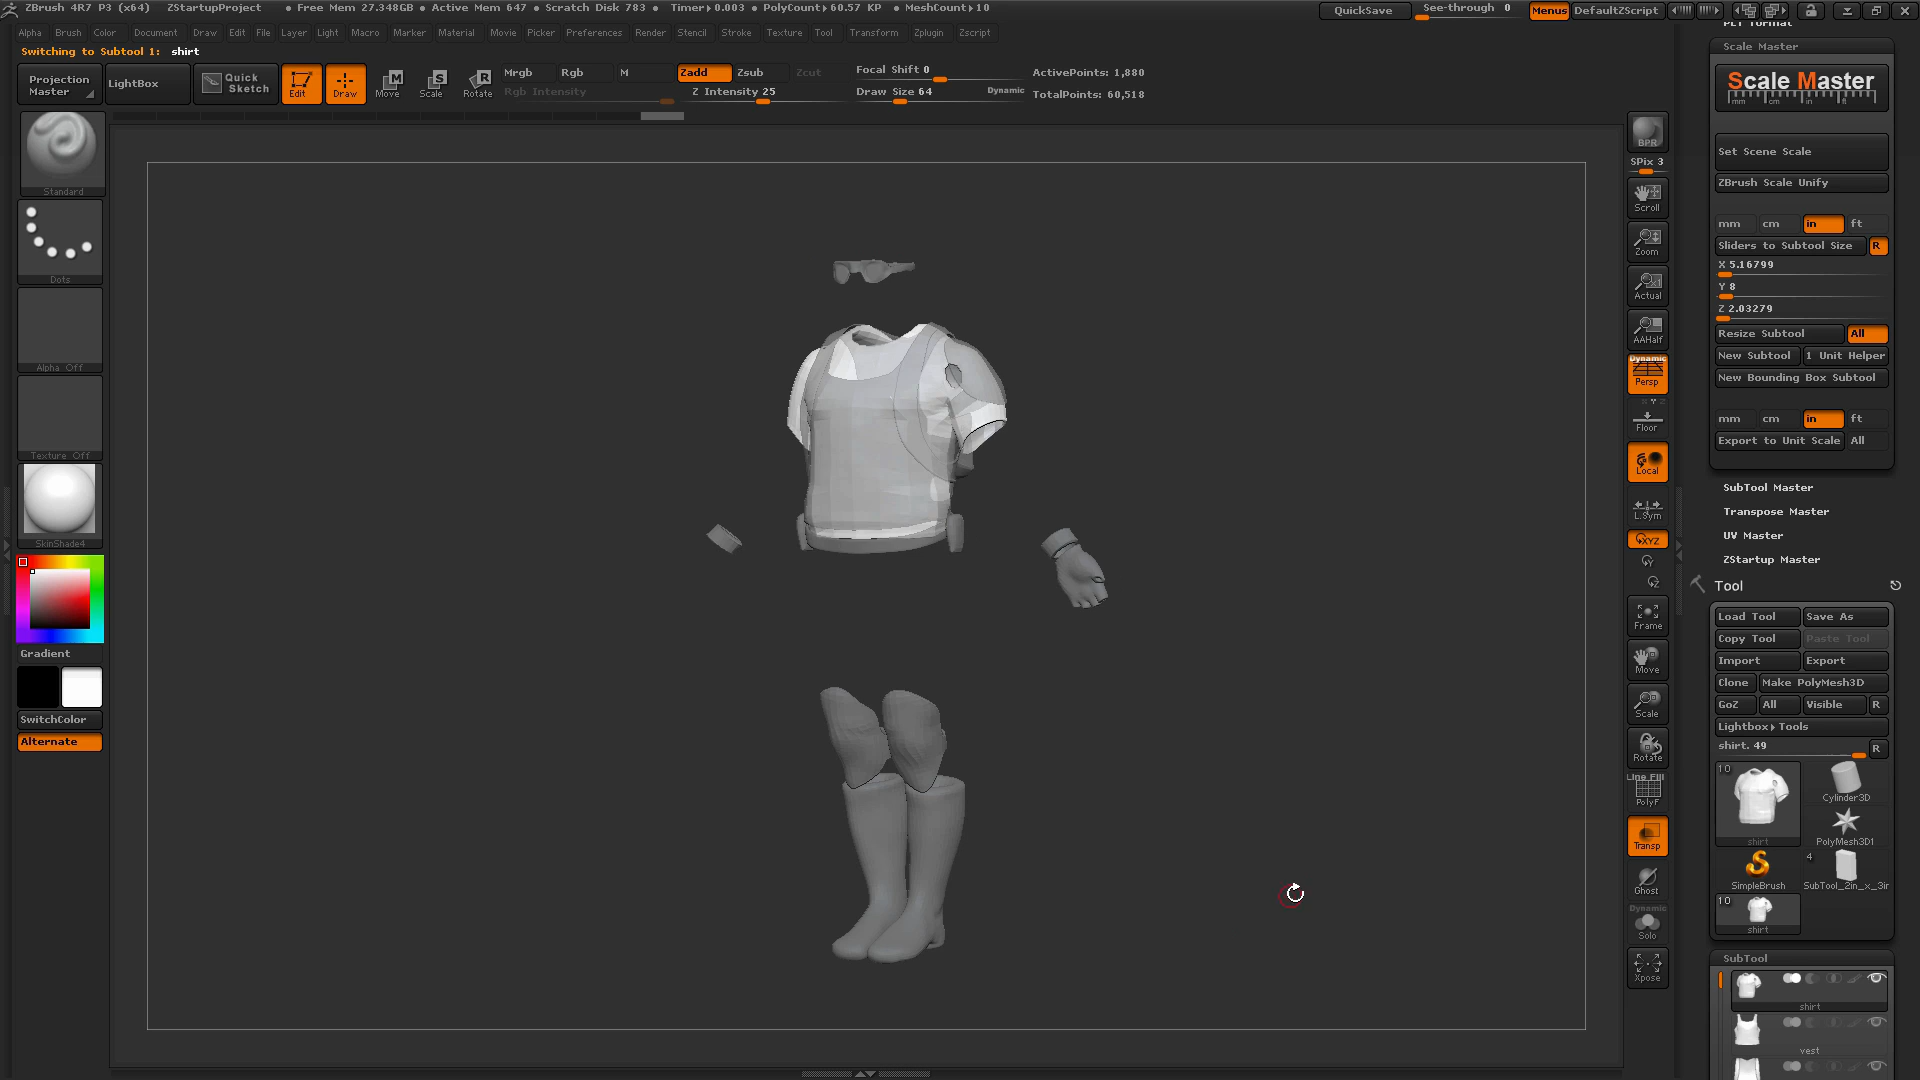 ZBrush 4R7 P3 (x64) ZStartupProject • Free Mem 27.348GB • Active Mem 647 • Scratch Disk 783 • Timer▸0.003 • PolyCount▸60.57 KP • MeshCount▸10
QuickSave See-through 0 Menus DefaultZScript
Alpha Brush Color Document Draw Edit File Layer Light Macro Marker Material Movie Picker Preferences Render Stencil Stroke Texture Tool Transform Zplugin Zscript
Switching to Subtool 1: shirt
Projection Master
LightBox
Quick Sketch
Edit
Draw
Move
Scale
Rotate
Mrgb Rgb M
Rgb Intensity
Zadd Zsub Zcut
Z Intensity 25
Focal Shift 0
Draw Size 64
Dynamic
ActivePoints: 1,880
TotalPoints: 60,518
Standard
Dots
Alpha Off
Texture Off
SkinShade4
Gradient
SwitchColor
Alternate
BPR
SPix 3
Scroll
Zoom
Actual
AAHalf
Dynamic
Persp
Floor
Local
L.Sym
XYZ
Y
Z
Frame
Move
Scale
Rotate
Line Fill
PolyF
Transp
Ghost
Dynamic
Solo
Xpose
Scale Master
Scale Master
mm cm in ft
Set Scene Scale
ZBrush Scale Unify
mm cm in ft
Sliders to Subtool Size R
X 5.16799
Y 8
Z 2.03279
Resize Subtool All
New Subtool 1 Unit Helper
New Bounding Box Subtool
mm cm in ft
Export to Unit Scale All
SubTool Master
Transpose Master
UV Master
ZStartup Master
Tool
Load Tool Save As
Copy Tool Paste Tool
Import Export
Clone Make PolyMesh3D
GoZ All Visible R
Lightbox▸Tools
shirt. 49 R
10
shirt
Cylinder3D
PolyMesh3D1
SimpleBrush
4
SubTool_2in_x_3in
10
shirt
SubTool
shirt
vest